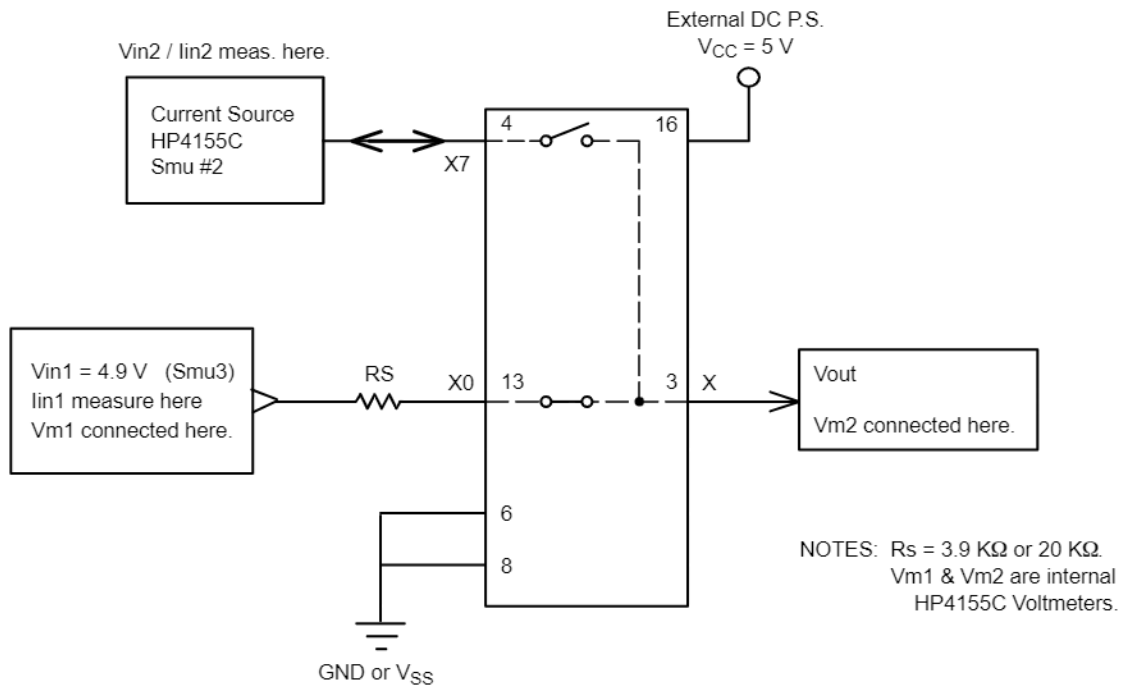 External DC P.S.
VCC = 5 V
Vin2 / Iin2 meas. here.
Current Source
HP4155C
Smu #2
4
16
X7
Vin1 = 4.9 V (Smu3)
Iin1 measure here
Vm1 connected here.
RS
X0
13
3
X
Vout
Vm2 connected here.
6
8
GND or VSS
NOTES: Rs = 3.9 KΩ or 20 KΩ.
Vm1 & Vm2 are internal
HP4155C Voltmeters.